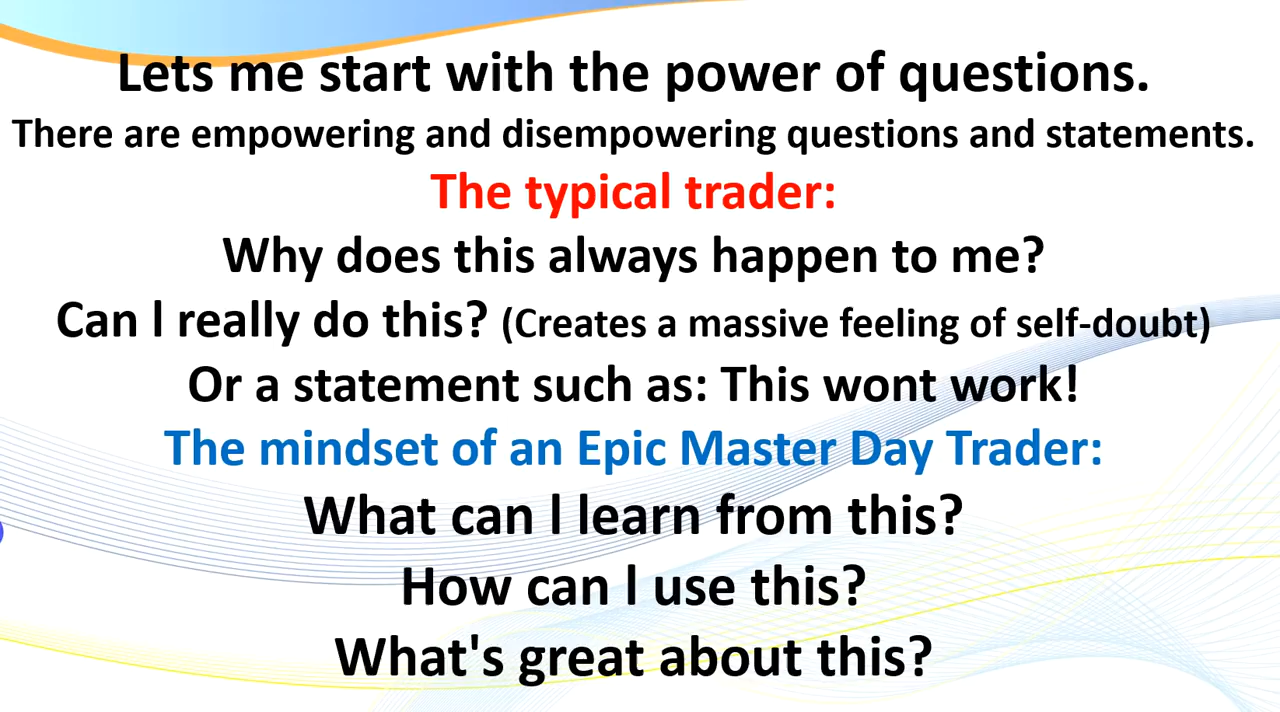 Lets me start with the power of questions.
There are empowering and disempowering questions and statements.
The typical trader:
Why does this always happen to me?
Can I really do this? (Creates a massive feeling of self-doubt)
Or a statement such as: This wont work!
The mindset of an Epic Master Day Trader:
What can I learn from this?
How can I use this?
What's great about this?